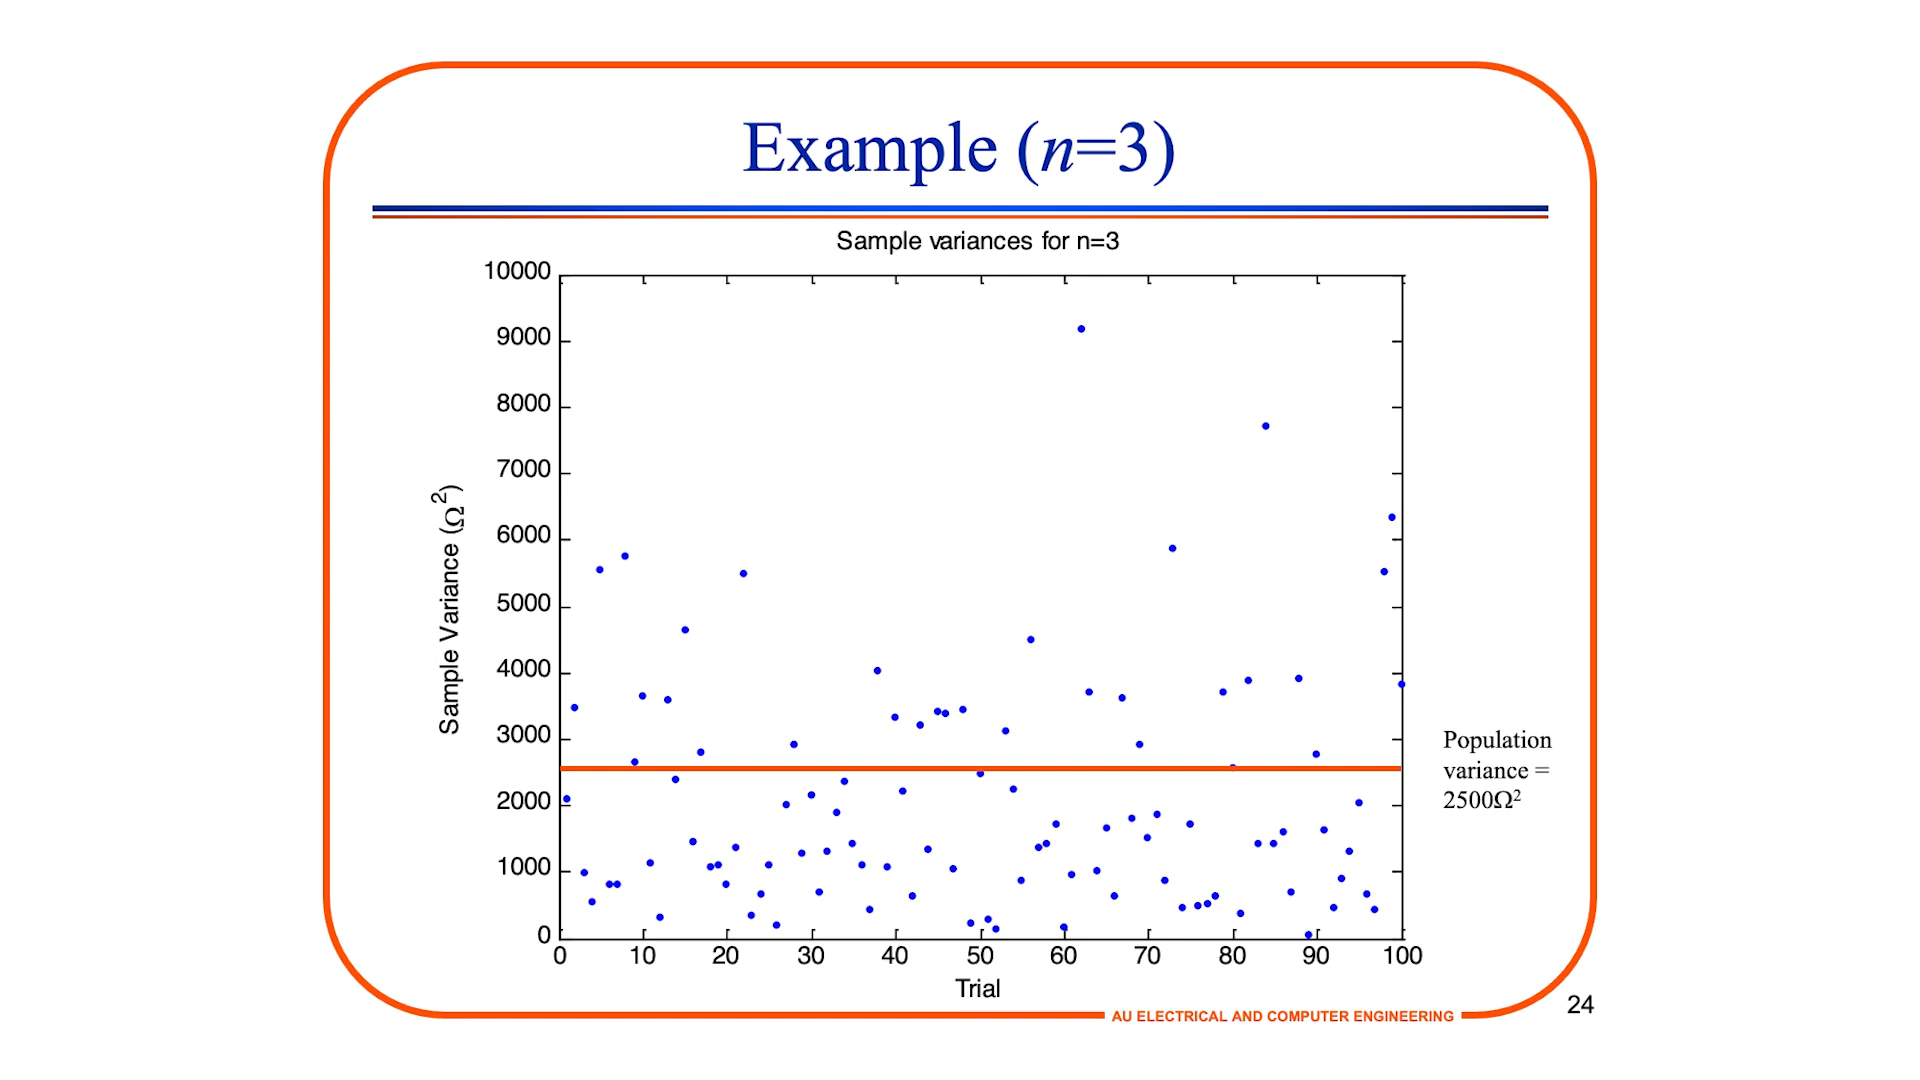 Example (n=3)
Sample variances for n=3
10000
9000
8000
7000
6000
5000
4000
3000
2000
1000
0
Sample Variance (Ω²)
0 10 20 30 40 50 60 70 80 90 100
Trial
Population
variance =
2500Ω²
AU ELECTRICAL AND COMPUTER ENGINEERING
24